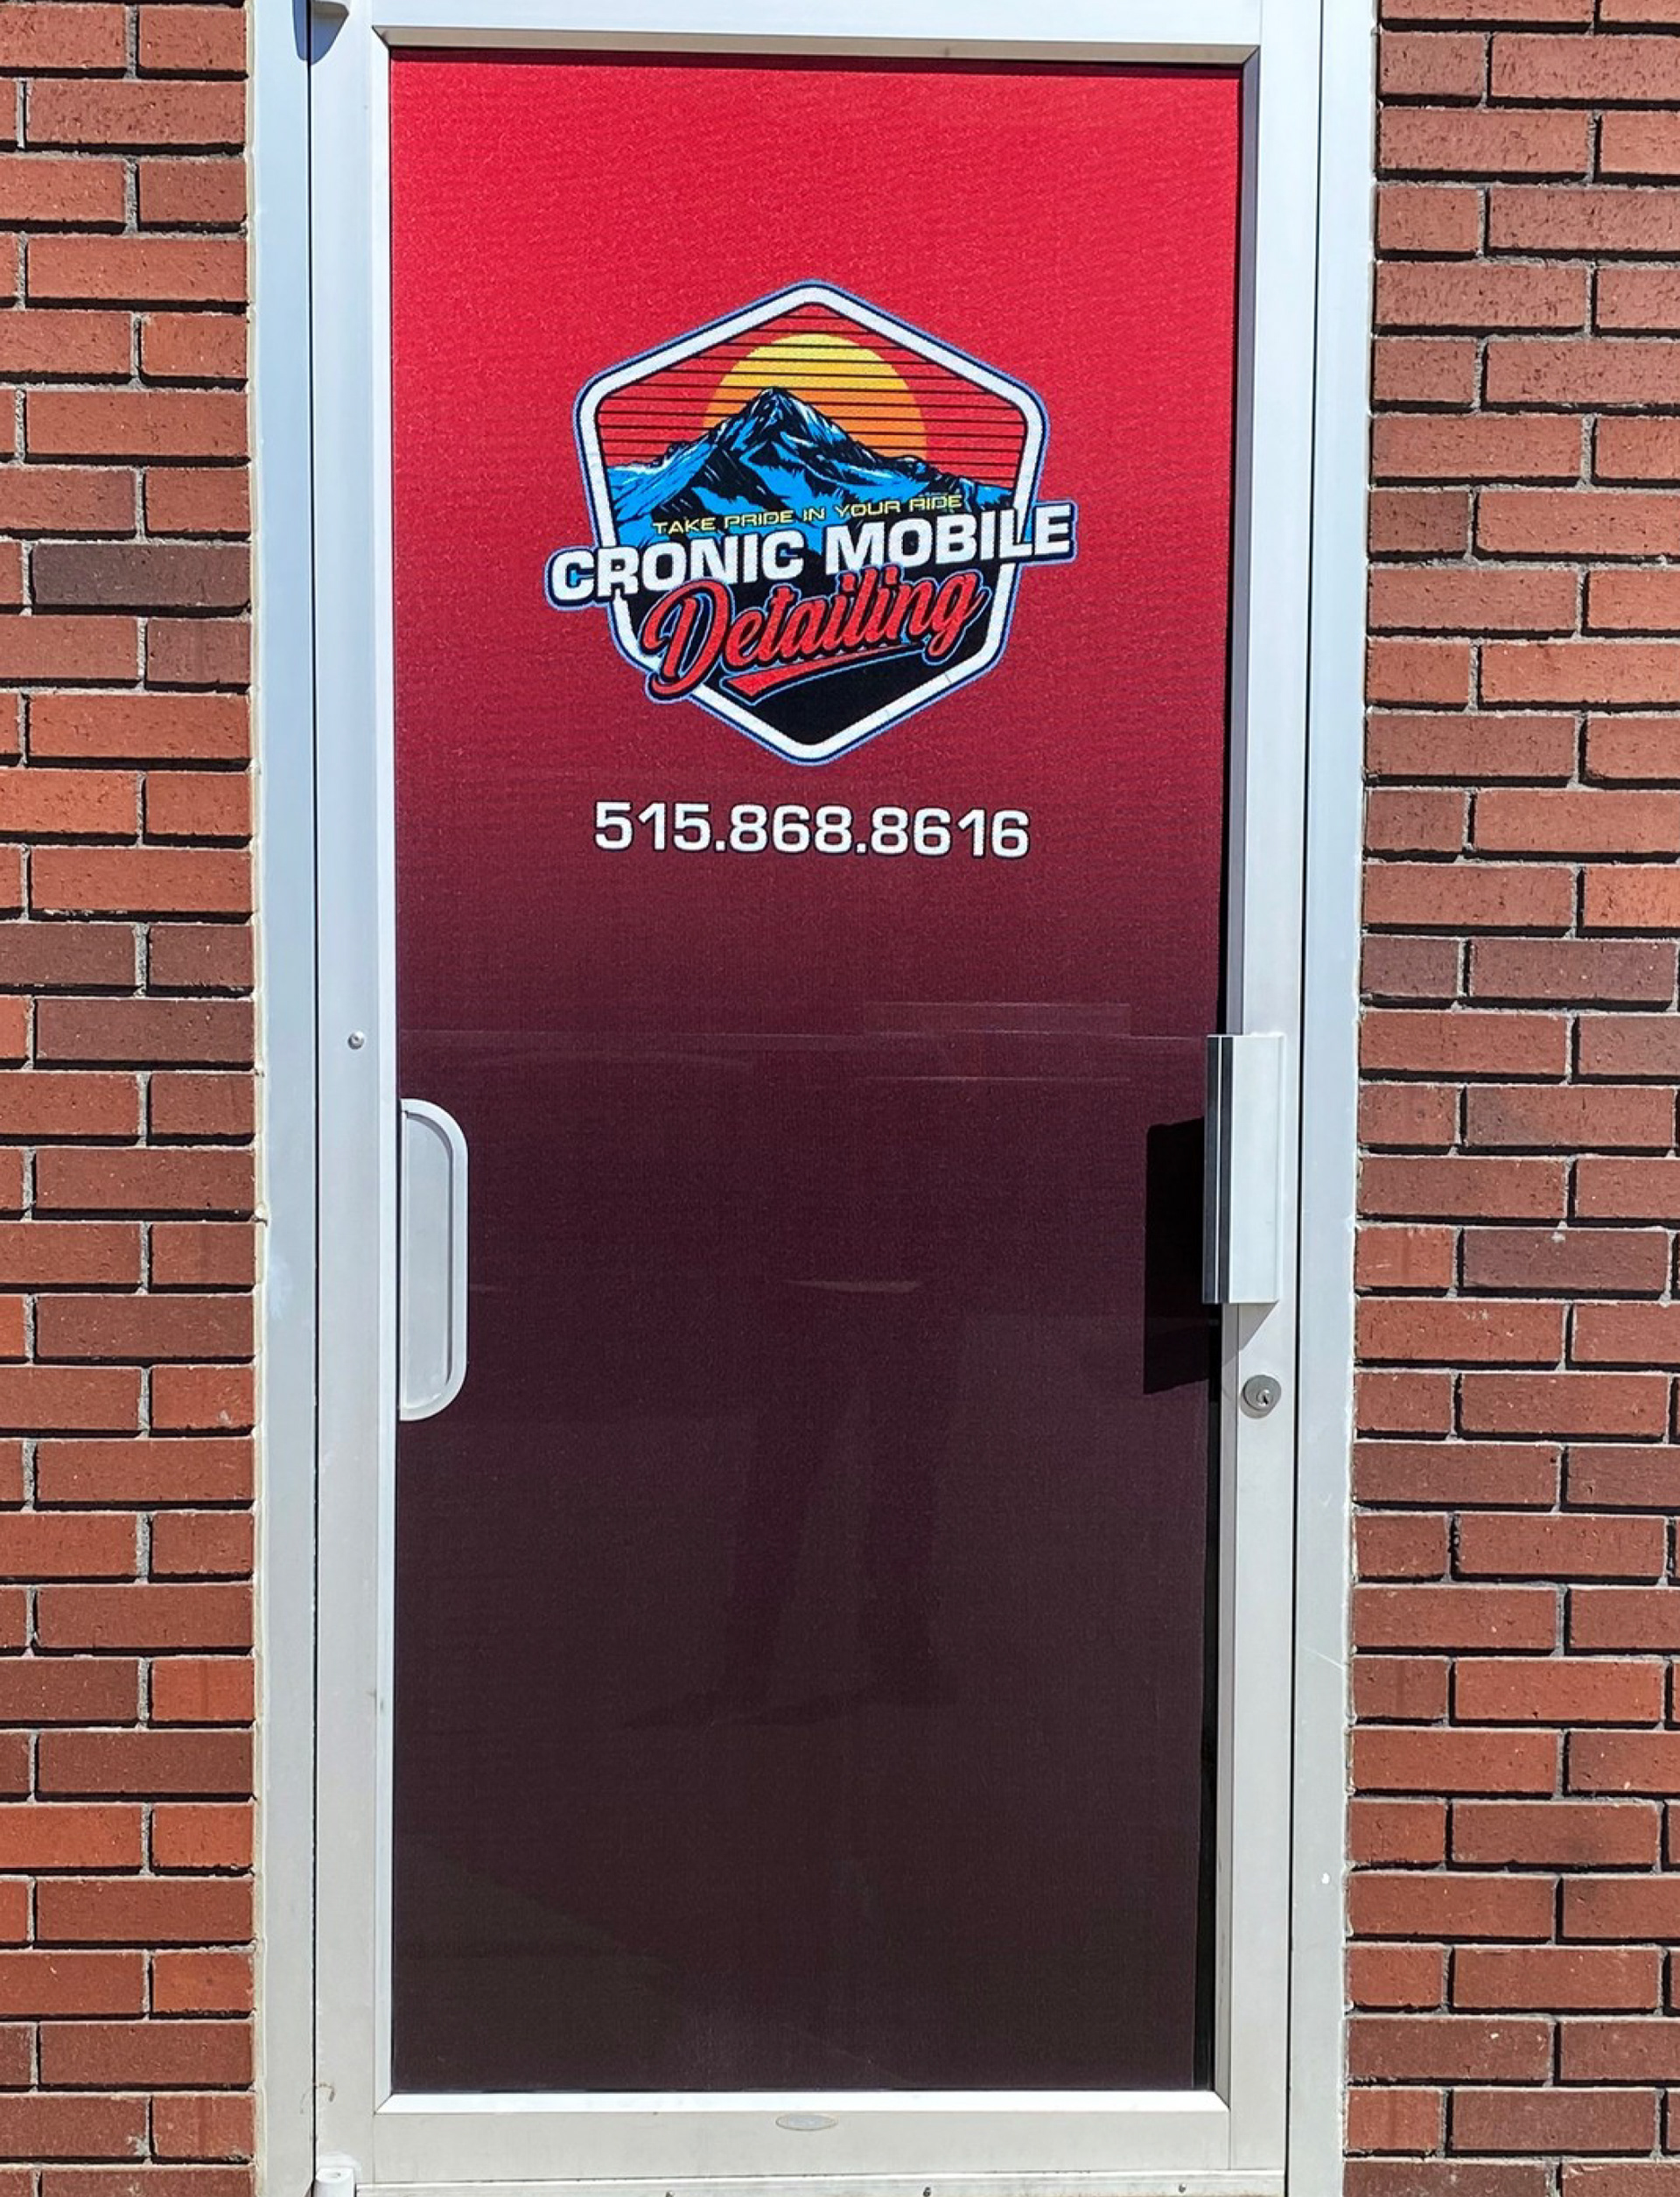 TAKE PRIDE IN YOUR RIDE
CRONIC MOBILE
Detailing
515.868.8616